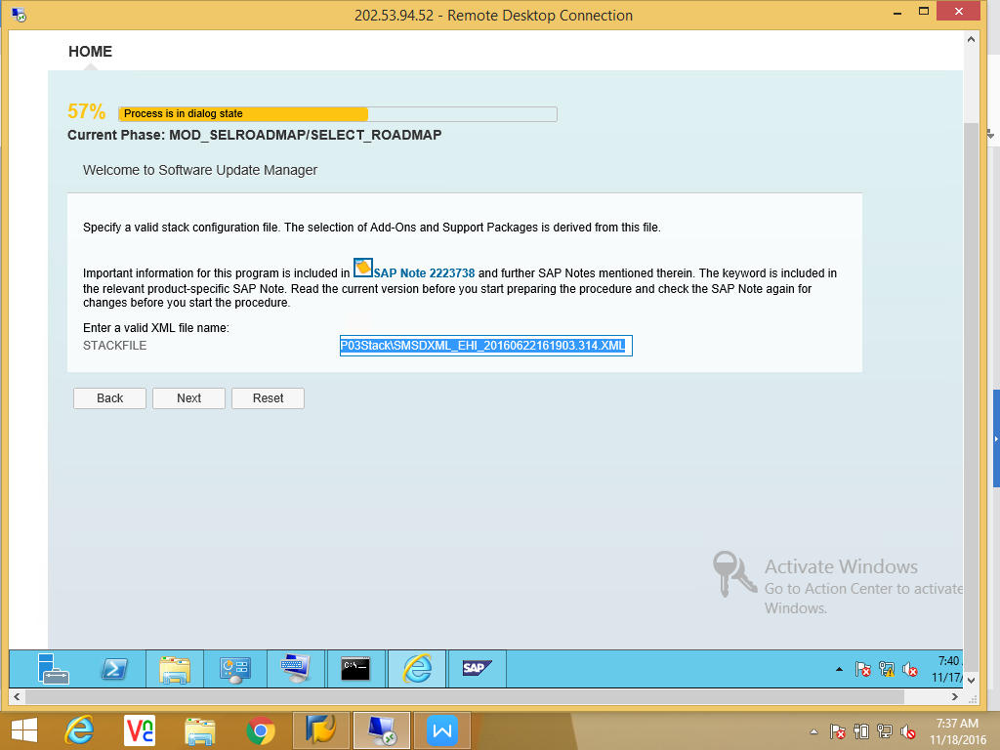 202.53.94.52 - Remote Desktop Connection
HOME
57%
Process is in dialog state
Current Phase: MOD_SELROADMAP/SELECT_ROADMAP
Welcome to Software Update Manager
Specify a valid stack configuration file. The selection of Add-Ons and Support Packages is derived from this file.
Important information for this program is included in SAP Note 2223738 and further SAP Notes mentioned therein. The keyword is included in
the relevant product-specific SAP Note. Read the current version before you start preparing the procedure and check the SAP Note again for
changes before you start the procedure.
Enter a valid XML file name:
STACKFILE P03Stack\SMSDXML_EHI_20160622161903.314.XML
Back Next Reset
Activate Windows
Go to Action Center to activate
Windows.
C:\_
SAP
7:40
11/17/
VNC
W
7:37 AM
11/18/2016